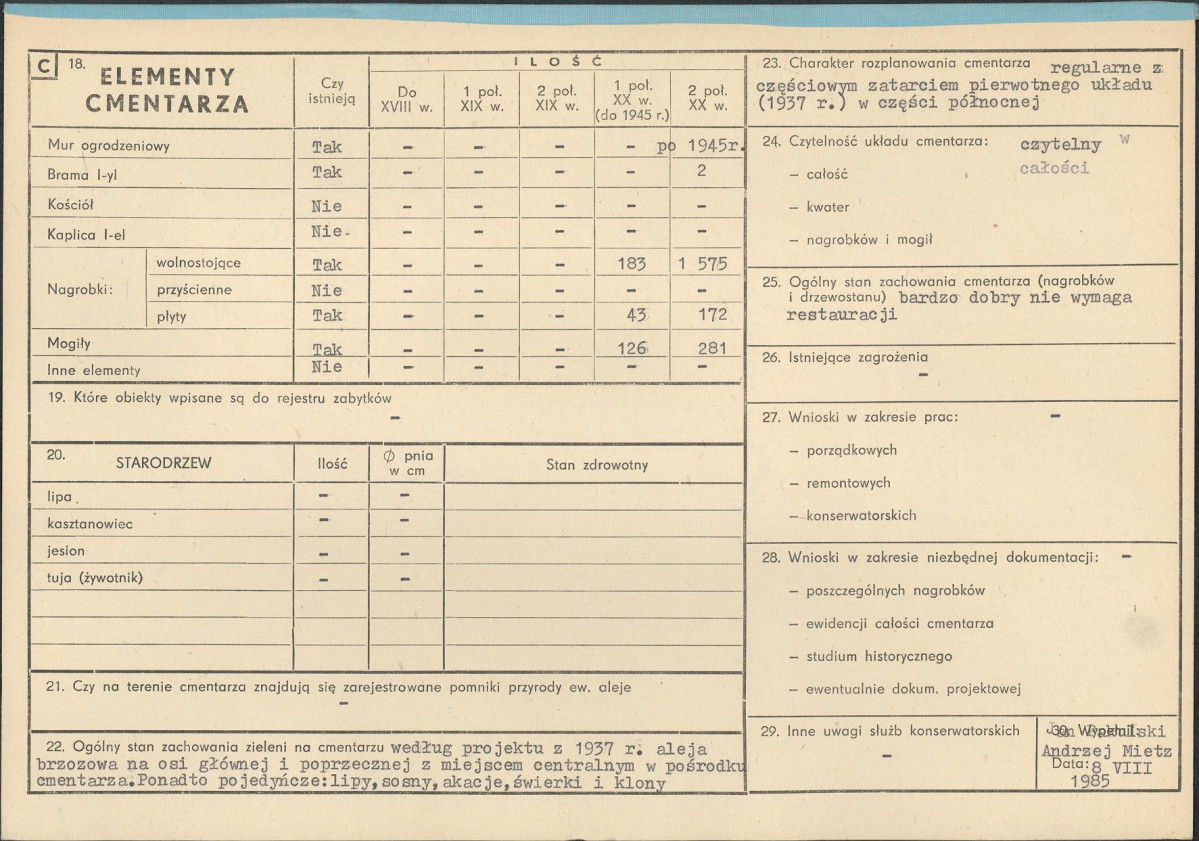 C 18. ELEMENTY CMENTARZA
Czy istnieją
ILOŚĆ
Do XVIII w.
1 poł. XIX w.
2 poł. XIX w.
1 poł. XX w. (do 1945 r.)
2 poł. XX w.
Mur ogrodzeniowy Tak – – – – po 1945r.
Brama I-yl Tak – – – – 2
Kościół Nie – – – – –
Kaplica I-el Nie- – – – – –
Nagrobki:
wolnostojące Tak – – – 183 1 575
przyścienne Nie – – – – –
płyty Tak – – – 43 172
Mogiły Tak – – – 126 281
Inne elementy Nie – – – – –
19. Które obiekty wpisane są do rejestru zabytków
–
20. STARODRZEW Ilość Ø pnia w cm Stan zdrowotny
lipa – –
kasztanowiec – –
jesion – –
tuja (żywotnik) – –
21. Czy na terenie cmentarza znajdują się zarejestrowane pomniki przyrody ew. aleje
–
22. Ogólny stan zachowania zieleni na cmentarzu według projektu z 1937 r. aleja
brzozowa na osi głównej i poprzecznej z miejscem centralnym w pośrodku
cmentarza.Ponadto pojedyńcze:lipy,sosny,akacje,świerki i klony
23. Charakter rozplanowania cmentarza regularne z
częściowym zatarciem pierwotnego układu
(1937 r.) w części północnej
24. Czytelność układu cmentarza: czytelny w
– całość całości
– kwater
– nagrobków i mogił
25. Ogólny stan zachowania cmentarza (nagrobków
i drzewostanu) bardzo dobry nie wymaga
restauracji
26. Istniejące zagrożenia
–
27. Wnioski w zakresie prac: –
– porządkowych
– remontowych
– konserwatorskich
28. Wnioski w zakresie niezbędnej dokumentacji: –
– poszczególnych nagrobków
– ewidencji całości cmentarza
– studium historycznego
– ewentualnie dokum. projektowej
29. Inne uwagi służb konserwatorskich
–
30. Wypełnił:
Andrzej Mietz
Data: 8 VIII
1985